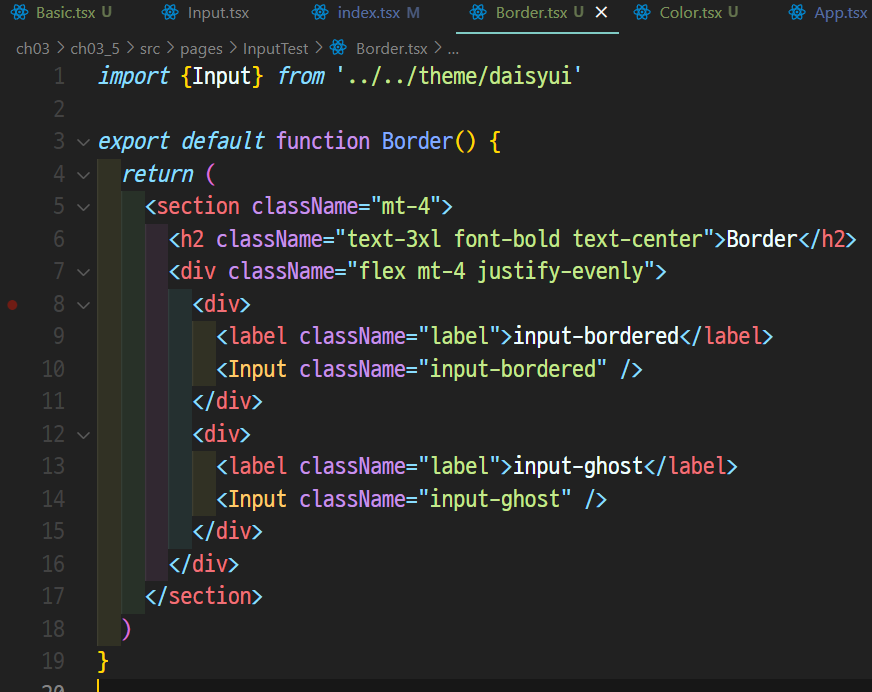 Basic.tsx U Input.tsx index.tsx M Border.tsx U × Color.tsx U App.tsx
ch03 > ch03_5 > src > pages > InputTest > Border.tsx > ...
1 import {Input} from '../../theme/daisyui'
2
3 export default function Border() {
4 return (
5 <section className="mt-4">
6 <h2 className="text-3xl font-bold text-center">Border</h2>
7 <div className="flex mt-4 justify-evenly">
8 <div>
9 <label className="label">input-bordered</label>
10 <Input className="input-bordered" />
11 </div>
12 <div>
13 <label className="label">input-ghost</label>
14 <Input className="input-ghost" />
15 </div>
16 </div>
17 </section>
18 )
19 }
20